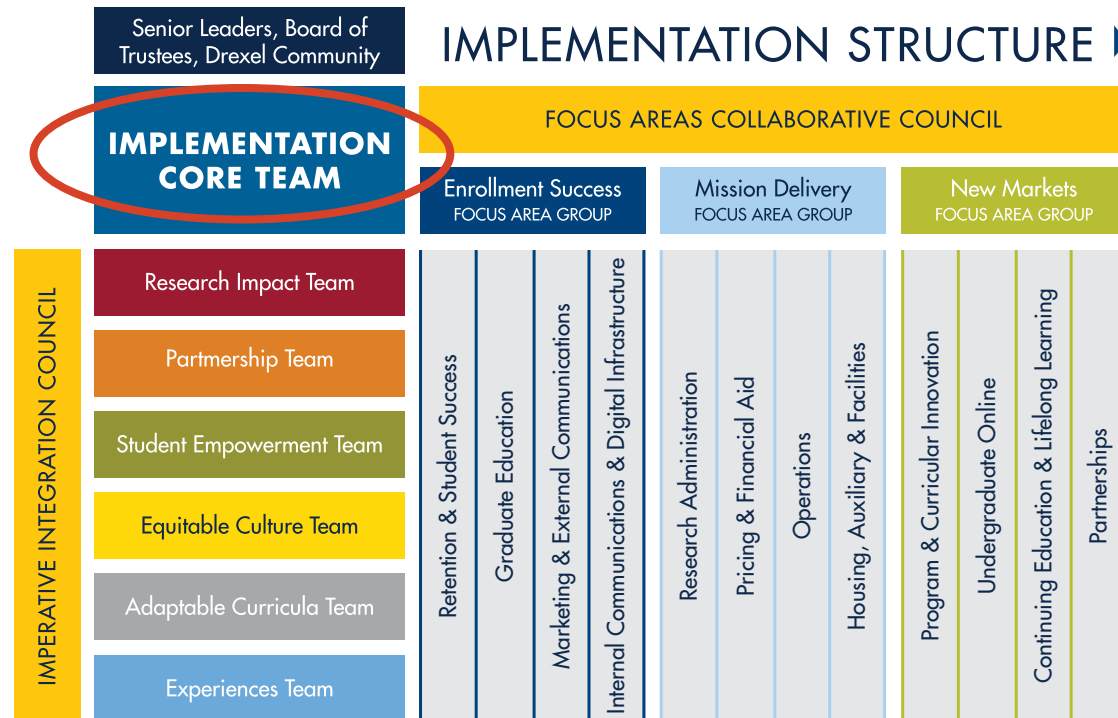 Senior Leaders, Board of
Trustees, Drexel Community
IMPLEMENTATION STRUCTURE
IMPLEMENTATION
CORE TEAM
FOCUS AREAS COLLABORATIVE COUNCIL
Enrollment Success
FOCUS AREA GROUP
Mission Delivery
FOCUS AREA GROUP
New Markets
FOCUS AREA GROUP
IMPERATIVE INTEGRATION COUNCIL
Research Impact Team
Partmership Team
Student Empowerment Team
Equitable Culture Team
Adaptable Curricula Team
Experiences Team
Retention & Student Success
Graduate Education
Marketing & External Communications
Internal Communications & Digital Infrastructure
Research Administration
Pricing & Financial Aid
Operations
Housing, Auxiliary & Facilities
Program & Curricular Innovation
Undergraduate Online
Continuing Education & Lifelong Learning
Partnerships